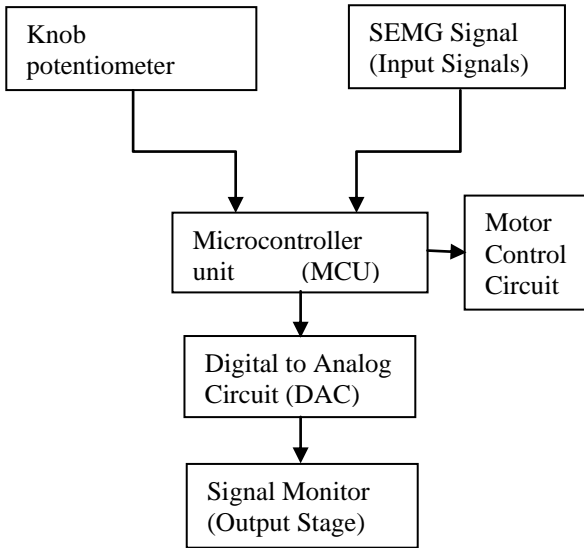 Knob
potentiometer
SEMG Signal
(Input Signals)
Microcontroller
unit (MCU)
Motor
Control
Circuit
Digital to Analog
Circuit (DAC)
Signal Monitor
(Output Stage)